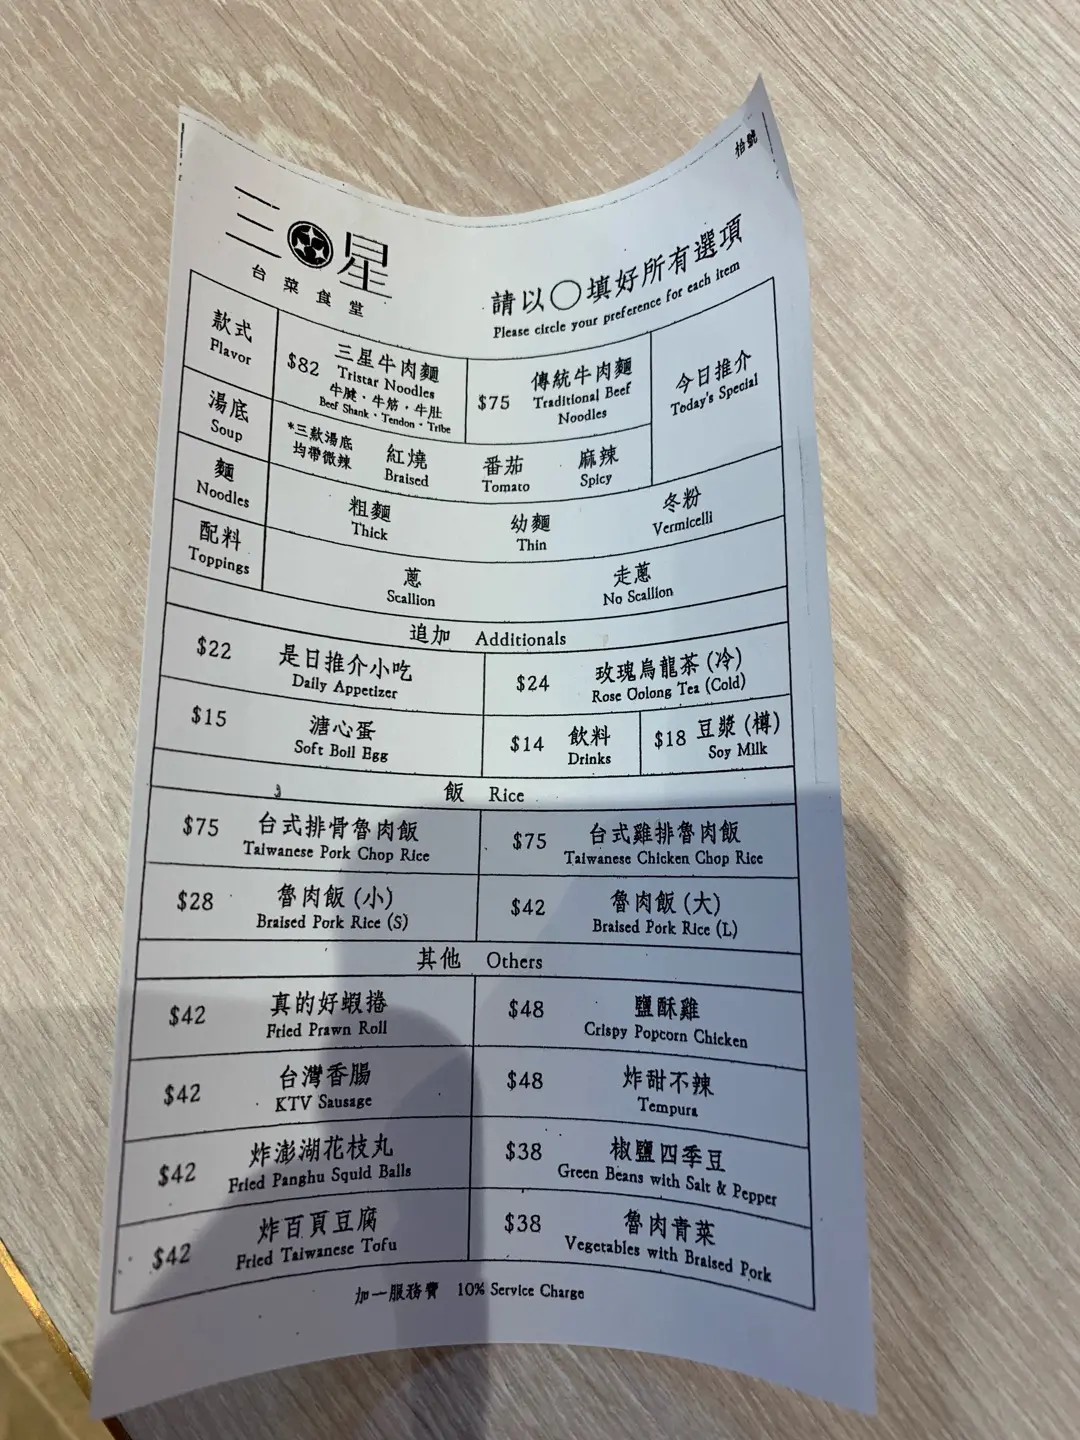 枱號
三星
台菜食堂
請以〇填好所有選項
Please circle your preference for each item
款式
Flavor
$82 三星牛肉麵
Tristar Noodles
牛腱・牛筋・牛肚
Beef Shank・Tendon・Tribe
$75 傳統牛肉麵
Traditional Beef
Noodles
今日推介
Today's Special
湯底
Soup
*三款湯底
均帶微辣
紅燒
Braised
番茄
Tomato
麻辣
Spicy
麵
Noodles
粗麵
Thick
幼麵
Thin
冬粉
Vermicelli
配料
Toppings
蔥
Scallion
走蔥
No Scallion
追加 Additionals
$22 是日推介小吃
Daily Appetizer
$24 玫瑰烏龍茶(冷)
Rose Oolong Tea (Cold)
$15 溏心蛋
Soft Boil Egg
$14 飲料
Drinks
$18 豆漿(樽)
Soy Milk
飯 Rice
$75 台式排骨魯肉飯
Taiwanese Pork Chop Rice
$75 台式雞排魯肉飯
Taiwanese Chicken Chop Rice
$28 魯肉飯(小)
Braised Pork Rice (S)
$42 魯肉飯(大)
Braised Pork Rice (L)
其他 Others
$42 真的好蝦捲
Fried Prawn Roll
$48 鹽酥雞
Crispy Popcorn Chicken
$42 台灣香腸
KTV Sausage
$48 炸甜不辣
Tempura
$42 炸澎湖花枝丸
Fried Panghu Squid Balls
$38 椒鹽四季豆
Green Beans with Salt & Pepper
$42 炸百頁豆腐
Fried Taiwanese Tofu
$38 魯肉青菜
Vegetables with Braised Pork
加一服務費 10% Service Charge